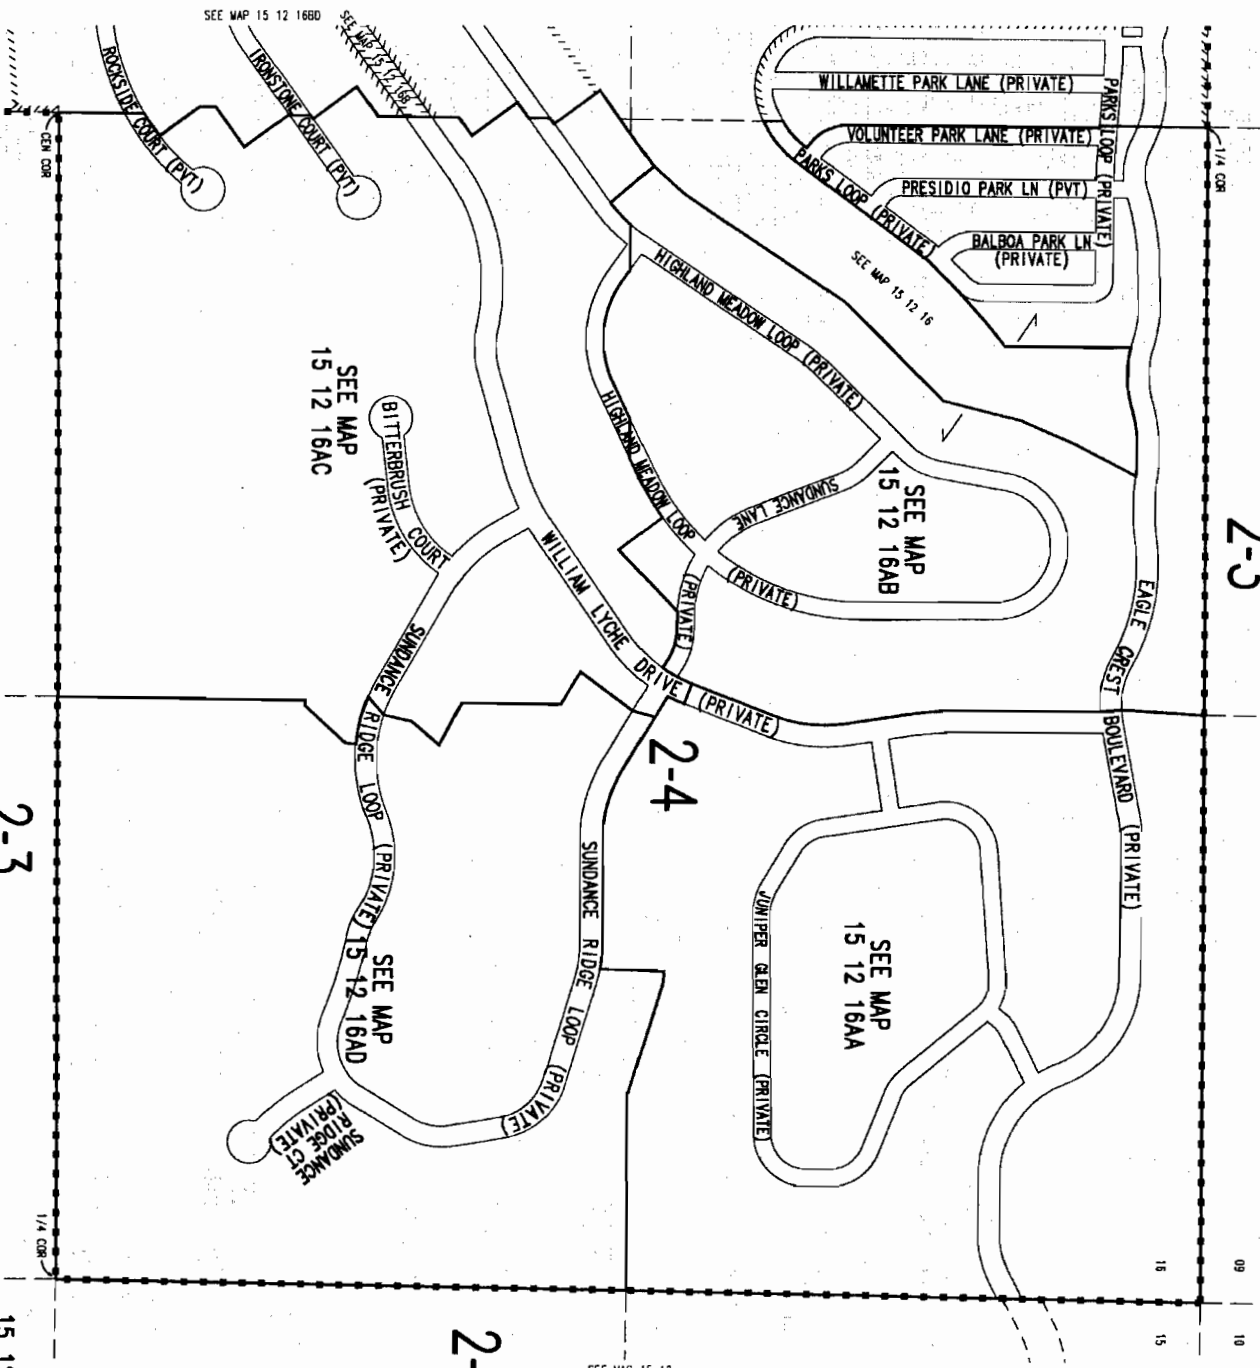 SEE MAP 15 12 16BD
SEE MAP 15 12 16B
ROCKSIDE COURT (PVT)
IRONSTONE COURT (PVT)
WILLAMETTE PARK LANE (PRIVATE)
PARKS LOOP (PRIVATE)
VOLUNTEER PARK LANE (PRIVATE)
PARKS LOOP (PRIVATE)
PRESIDIO PARK LN (PVT)
BALBOA PARK LN
(PRIVATE)
CEN COR
1/4 COR
SEE MAP 15 12 16
HIGHLAND MEADOW LOOP (PRIVATE)
HIGHLAND MEADOW LOOP
(PRIVATE)
SEE MAP
15 12 16AC
BITTERBRUSH COURT
(PRIVATE)
SUNDANCE LANE
(PRIVATE)
SEE MAP
15 12 16AB
WILLIAM LYCHE DRIVE (PRIVATE)
EAGLE CREST BOULEVARD (PRIVATE)
SUNDANCE RIDGE LOOP (PRIVATE)
2-4
2-3
SUNDANCE RIDGE LOOP (PRIVATE)
JUNIPER GLEN CIRCLE (PRIVATE)
SEE MAP
15 12 16AA
SEE MAP
15 12 16AD
SUNDANCE
RIDGE CT
(PRIVATE)
1/4 COR
09
16
10
15